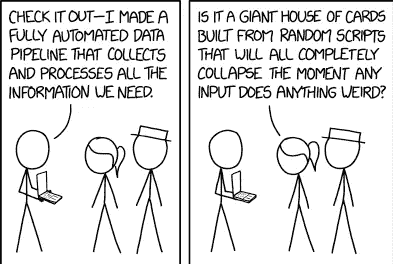 CHECK IT OUT—I MADE A
FULLY AUTOMATED DATA
PIPELINE THAT COLLECTS
AND PROCESSES ALL THE
INFORMATION WE NEED.
IS IT A GIANT HOUSE OF CARDS
BUILT FROM RANDOM SCRIPTS
THAT WILL ALL COMPLETELY
COLLAPSE THE MOMENT ANY
INPUT DOES ANYTHING WEIRD?